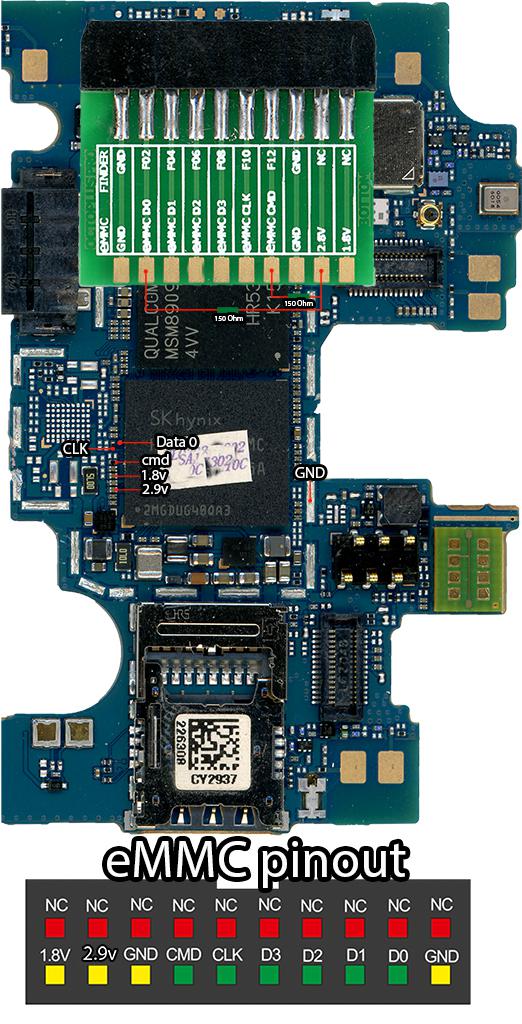 GND F02 F04 F06 F08 F10 F12 GND NC NC
EMMC FINDER
GND
EMMC D0
EMMC D1
EMMC D2
EMMC D3
EMMC CLK
EMMC CMD
GND
2.8V
1.8V
150 Ohm
150 Ohm
QUALCOM
MSM8909
4VV
SK hynix
CLK
Data 0
cmd
1.8v
2.9v
GND
2MGDUG400A3
226308
CY2937
eMMC pinout
NC NC NC NC NC NC NC NC NC NC
1.8V 2.9v GND CMD CLK D3 D2 D1 D0 GND